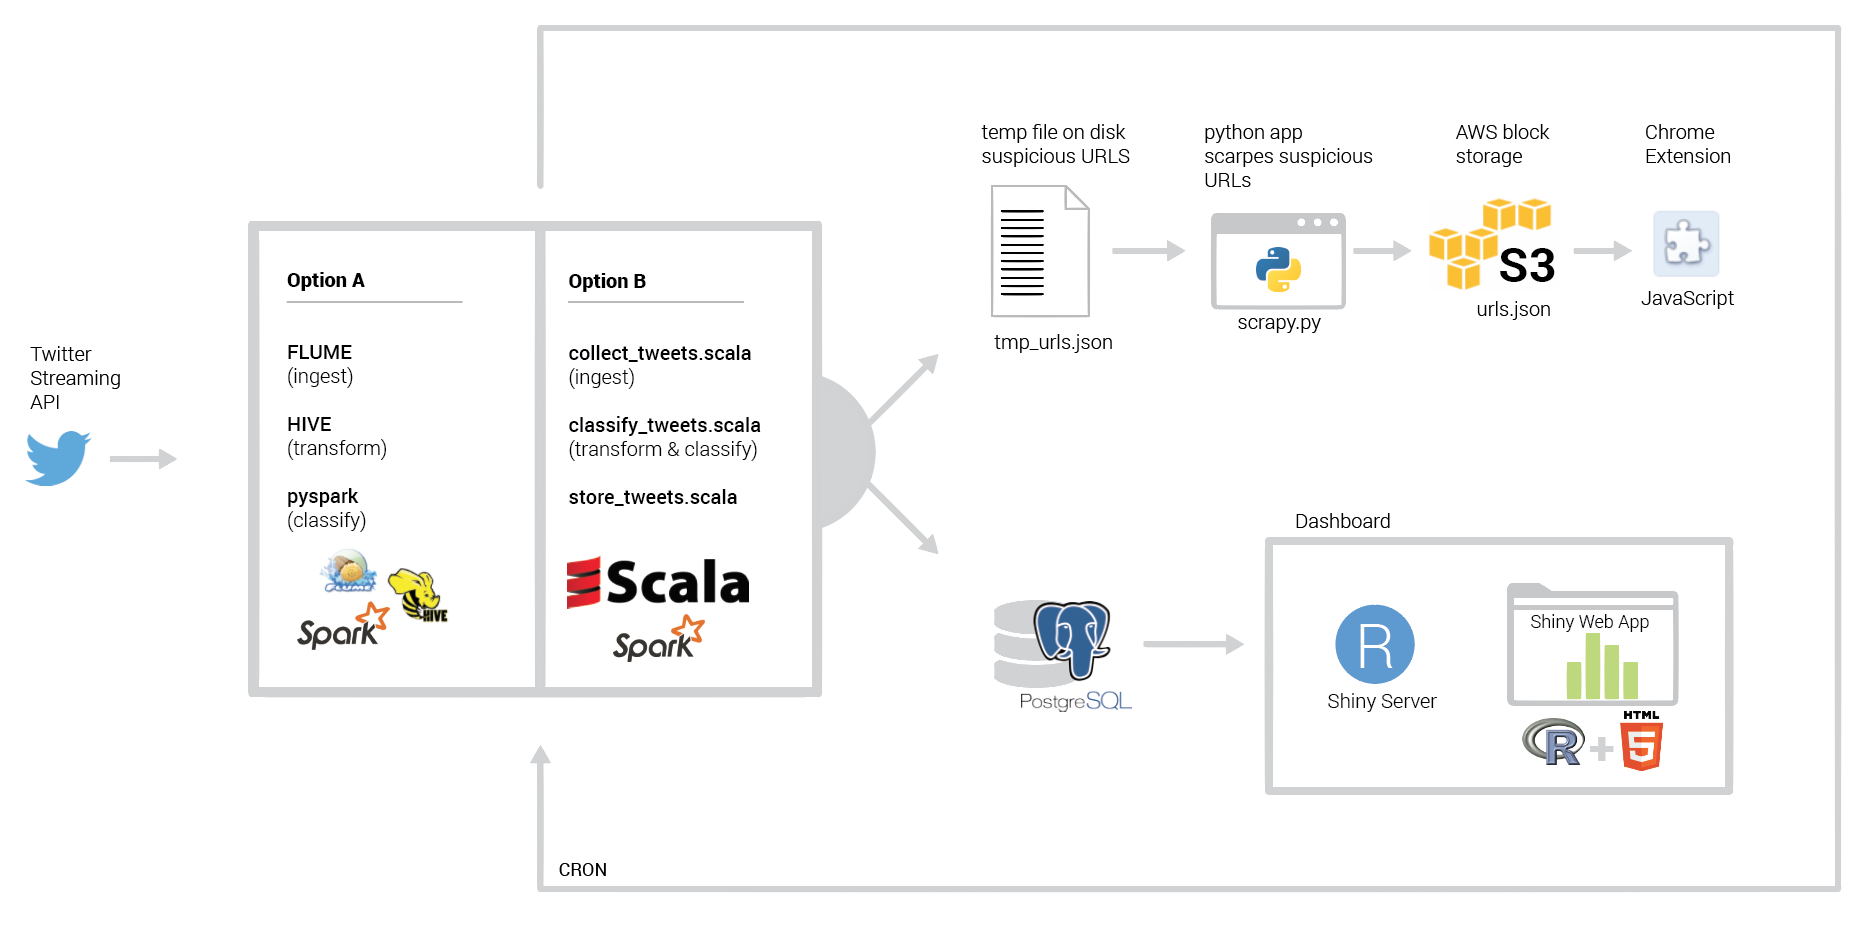 Twitter
Streaming
API
Option A
FLUME
(ingest)
HIVE
(transform)
pyspark
(classify)
FLUME
HIVE
Spark
Option B
collect_tweets.scala
(ingest)
classify_tweets.scala
(transform & classify)
store_tweets.scala
Scala
Spark
temp file on disk
suspicious URLS
tmp_urls.json
python app
scarpes suspicious
URLs
scrapy.py
AWS block
storage
S3
urls.json
Chrome
Extension
JavaScript
PostgreSQL
Dashboard
R
Shiny Server
Shiny Web App
R
+
HTML
5
CRON